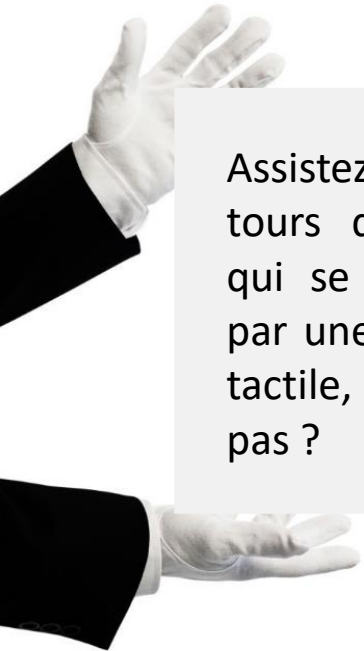 Assistez
tours
qui se
par une
tactile,
pas ?